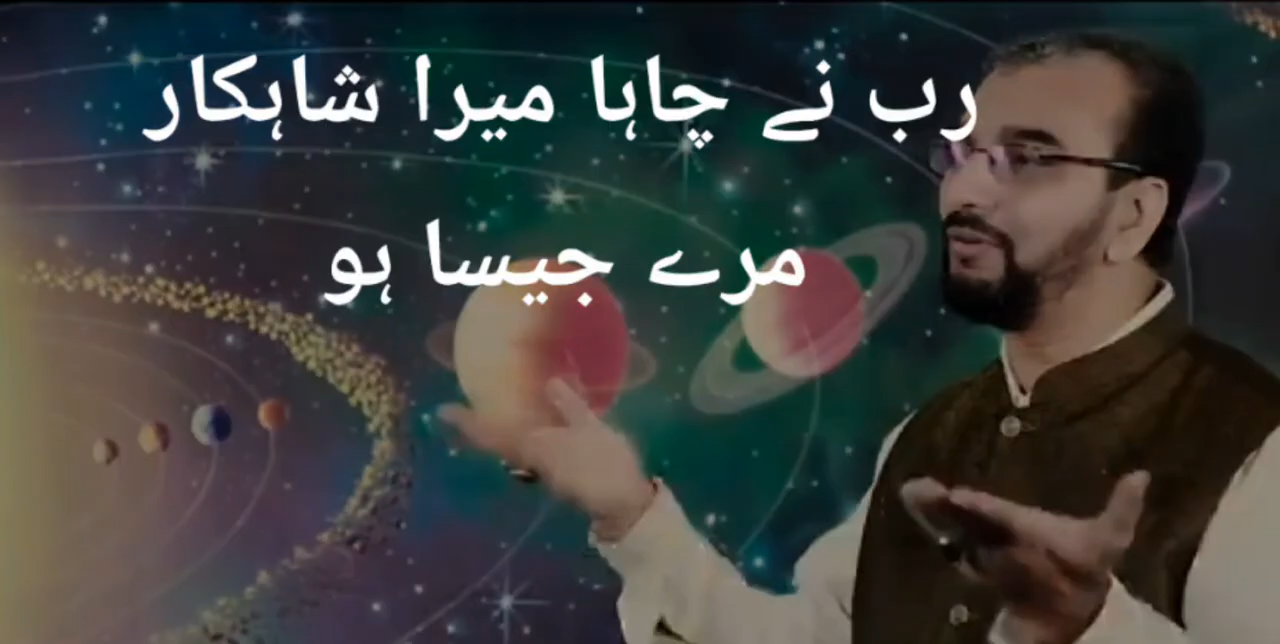 رب نے چاہا میرا شاہکار
مرے جیسا ہو